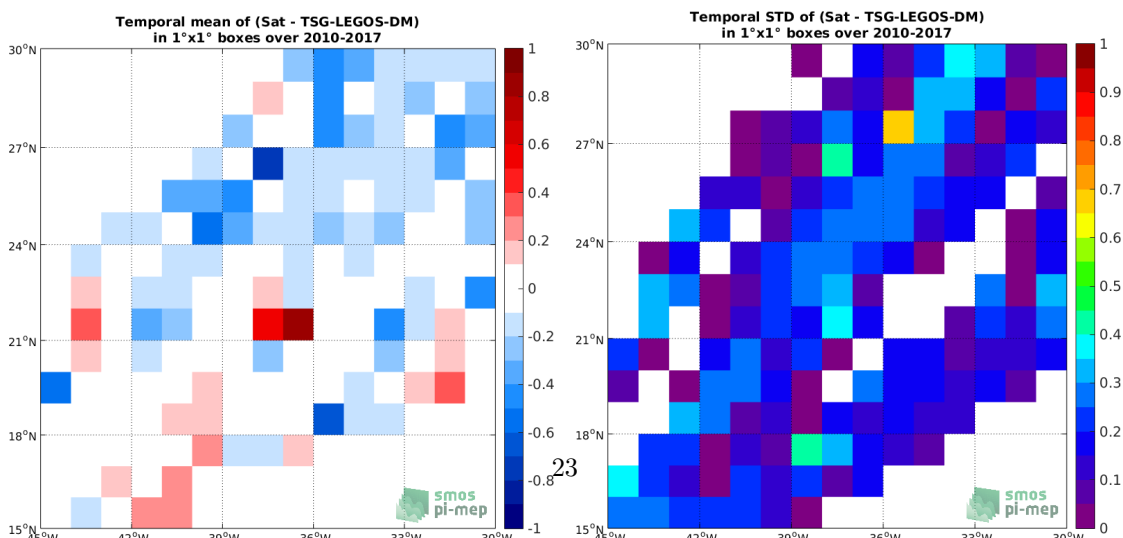 Temporal mean of (Sat - TSG-LEGOS-DM)
in 1°x1° boxes over 2010-2017
30°N
27°N
24°N
21°N
18°N
15°N
45°W 42°W 39°W 36°W 33°W 30°W
1
0.8
0.6
0.4
0.2
0
-0.2
-0.4
-0.6
-0.8
-1
smos
pi-mep
23
Temporal STD of (Sat - TSG-LEGOS-DM)
in 1°x1° boxes over 2010-2017
30°N
27°N
24°N
21°N
18°N
15°N
45°W 42°W 39°W 36°W 33°W 30°W
1
0.9
0.8
0.7
0.6
0.5
0.4
0.3
0.2
0.1
0
smos
pi-mep